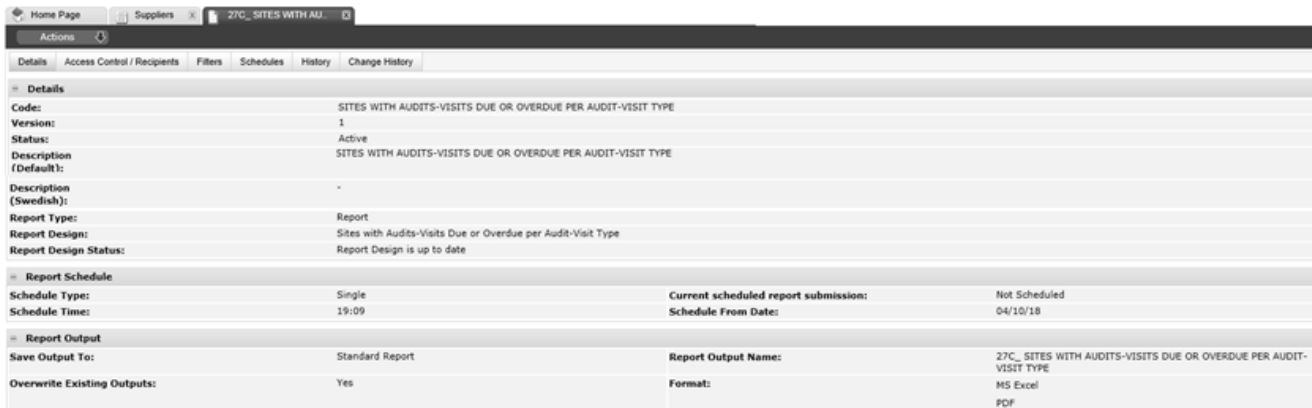 Home Page Suppliers X 27C_ SITES WITH AU.. X
Actions
Details Access Control / Recipients Filters Schedules History Change History
Details
Code: SITES WITH AUDITS-VISITS DUE OR OVERDUE PER AUDIT-VISIT TYPE
Version: 1
Status: Active
Description SITES WITH AUDITS-VISITS DUE OR OVERDUE PER AUDIT-VISIT TYPE
(Default):
Description -
(Swedish):
Report Type: Report
Report Design: Sites with Audits-Visits Due or Overdue per Audit-Visit Type
Report Design Status: Report Design is up to date
Report Schedule
Schedule Type: Single Current scheduled report submission: Not Scheduled
Schedule Time: 19:09 Schedule From Date: 04/10/18
Report Output
Save Output To: Standard Report Report Output Name: 27C_ SITES WITH AUDITS-VISITS DUE OR OVERDUE PER AUDIT-
VISIT TYPE
Overwrite Existing Outputs: Yes Format: MS Excel
PDF